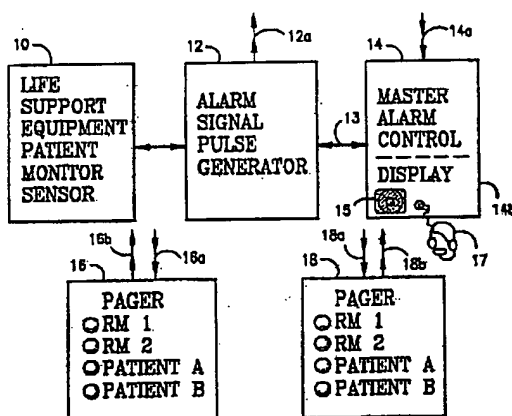 10
12
12a
14
14a
LIFE
SUPPORT
EQUIPMENT
PATIENT
MONITOR
SENSOR
ALARM
SIGNAL
PULSE
GENERATOR
13
MASTER
ALARM
CONTROL
DISPLAY
15
14b
17
16b
16a
16
18a
18b
18
PAGER
RM 1
RM 2
PATIENT A
PATIENT B
PAGER
RM 1
RM 2
PATIENT A
PATIENT B